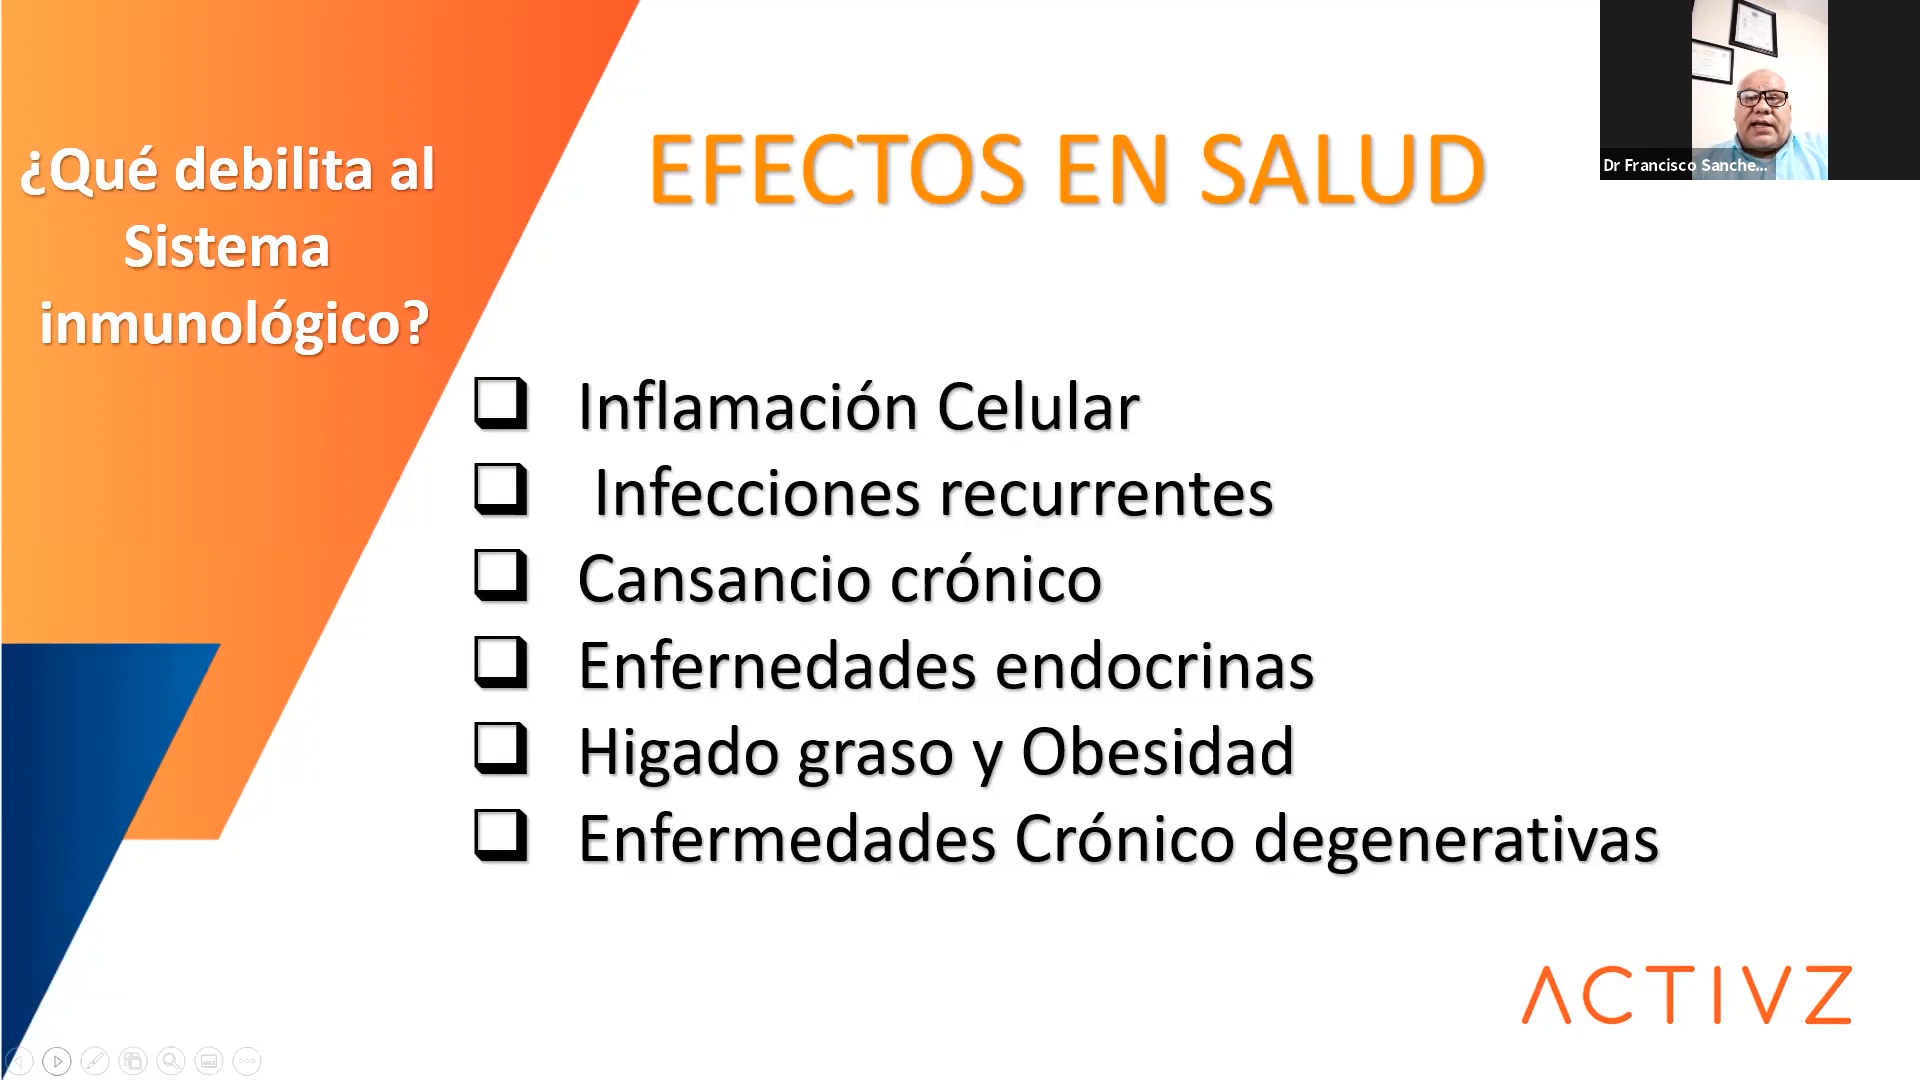 ¿Qué debilita al
Sistema
inmunológico?
EFECTOS EN SALUD
Dr Francisco Sanche...
Inflamación Celular
Infecciones recurrentes
Cansancio crónico
Enfernedades endocrinas
Higado graso y Obesidad
Enfermedades Crónico degenerativas
ACTIVZ